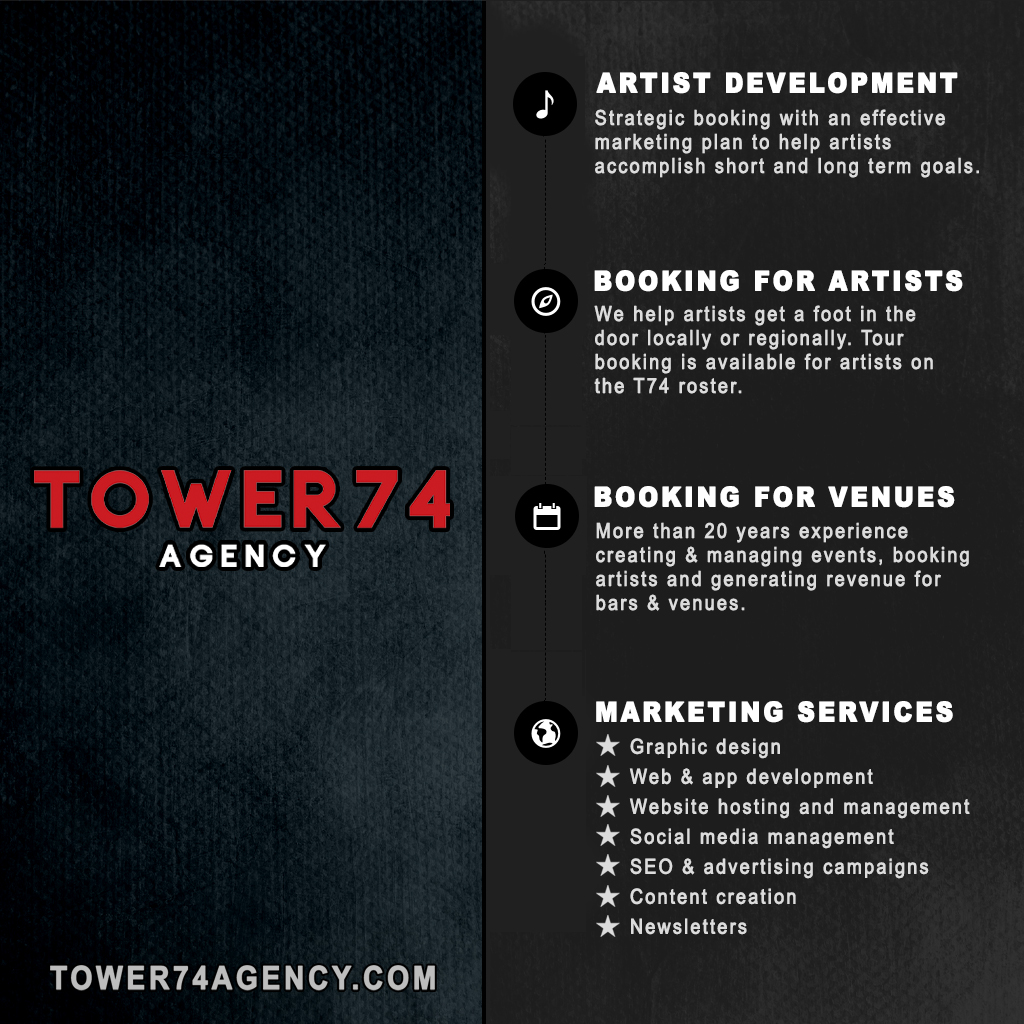 TOWER74
AGENCY
TOWER74AGENCY.COM
ARTIST DEVELOPMENT
Strategic booking with an effective
marketing plan to help artists
accomplish short and long term goals.
BOOKING FOR ARTISTS
We help artists get a foot in the
door locally or regionally. Tour
booking is available for artists on
the T74 roster.
BOOKING FOR VENUES
More than 20 years experience
creating & managing events, booking
artists and generating revenue for
bars & venues.
MARKETING SERVICES
★ Graphic design
★ Web & app development
★ Website hosting and management
★ Social media management
★ SEO & advertising campaigns
★ Content creation
★ Newsletters